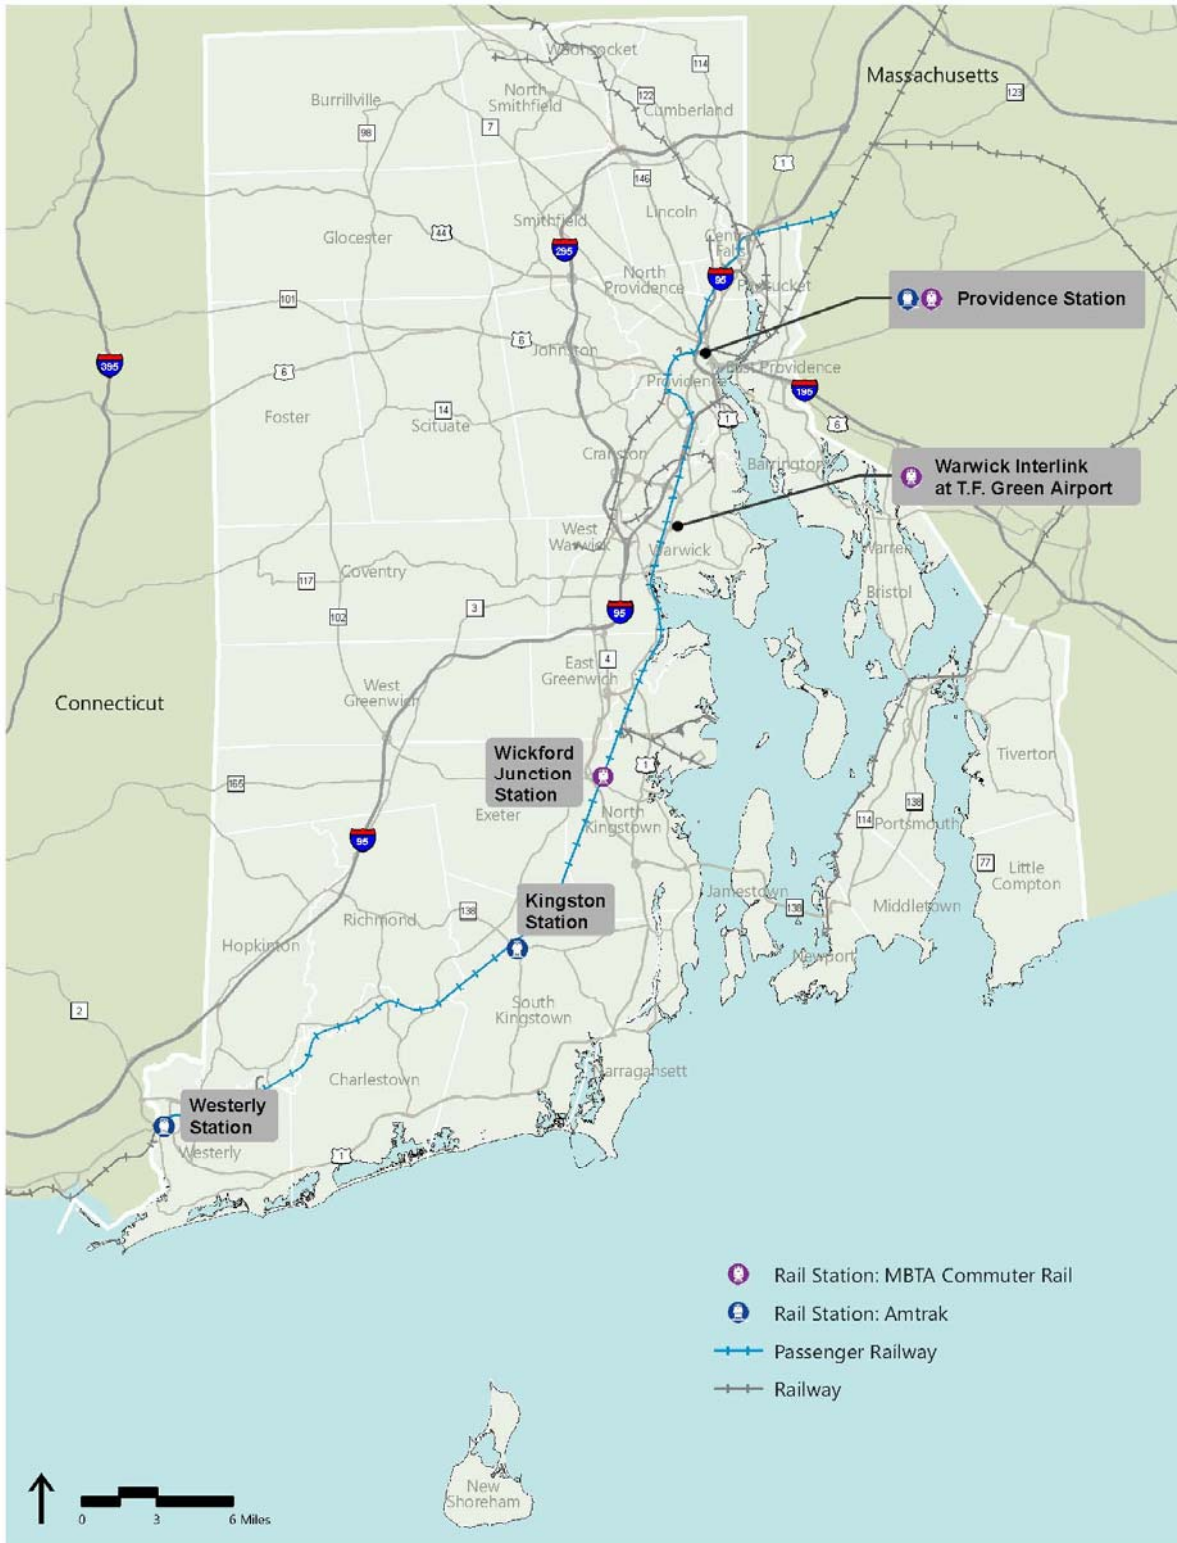 Woonsocket
114
Massachusetts
Burrillville
North
Smithfield
122
Cumberland
123
98
7
1
146
Lincoln
Smithfield
44
Glocester
Central
Falls
295
North
Providence
95
Pawtucket
101
Providence Station
6
Johnston
395
East Providence
6
Providence
195
Foster
14
Scituate
1
6
Cranston
Barrington
Warwick Interlink
at T.F. Green Airport
West
Warwick
Warwick
Warren
Coventry
117
Bristol
102
3
95
East
Greenwich
4
West
Greenwich
Connecticut
Wickford
Junction
Station
1
Tiverton
165
Exeter
North
Kingstown
138
114
Portsmouth
95
77
Little
Compton
Kingston
Station
Jamestown
138
Middletown
138
Richmond
Hopkinton
Newport
2
South
Kingstown
Narragansett
Charlestown
Westerly
Station
Westerly
1
Rail Station: MBTA Commuter Rail
Rail Station: Amtrak
Passenger Railway
Railway
New
Shoreham
0 3 6 Miles